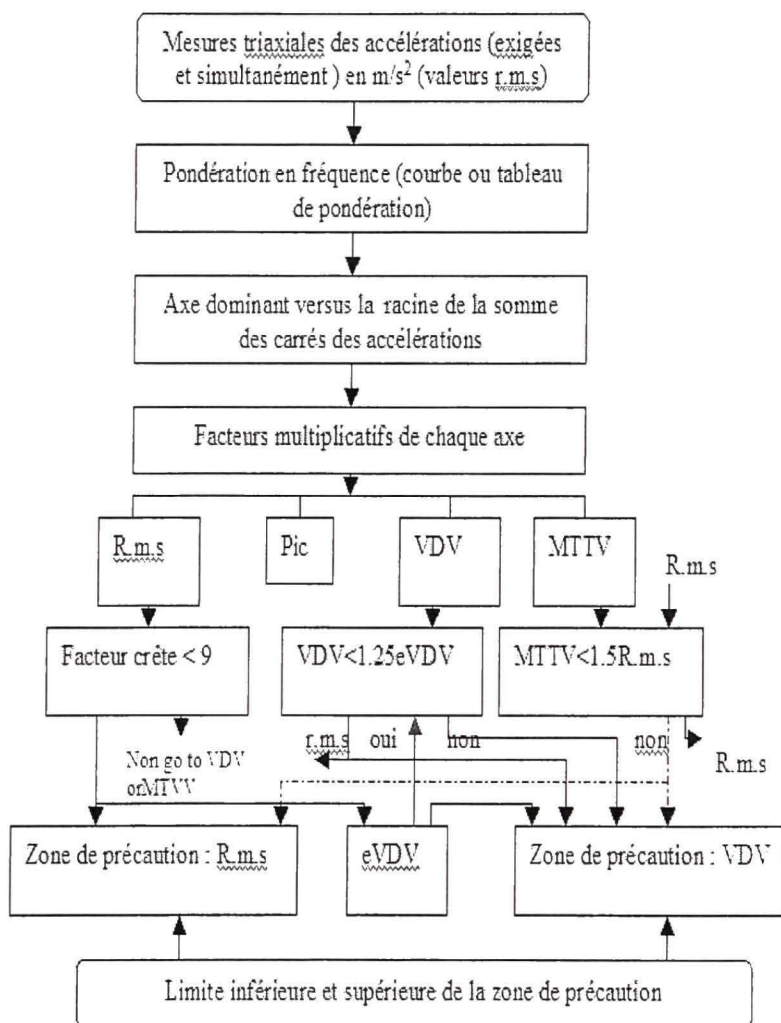 Mesures triaxiales des accélérations (exigées
et simultanément ) en m/s² (valeurs r.m.s)
Pondération en fréquence (courbe ou tableau
de pondération)
Axe dominant versus la racine de la somme
des carrés des accélérations
Facteurs multiplicatifs de chaque axe
R.m.s
Pic
VDV
MTTV
R.m.s
Facteur crête < 9
VDV<1.25eVDV
MTTV<1.5R.m.s
r.m.s
oui
non
non
R.m.s
Non go to VDV
orMTVV
Zone de précaution : R.m.s
eVDV
Zone de précaution : VDV
Limite inférieure et supérieure de la zone de précaution